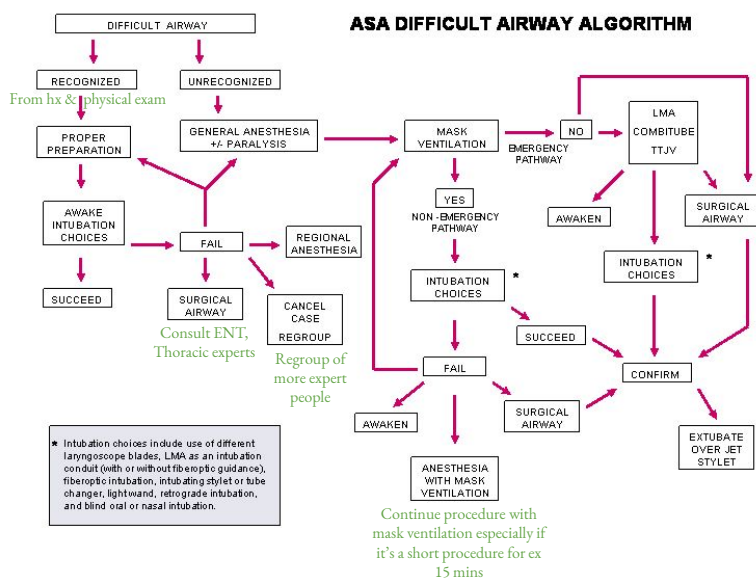 ASA DIFFICULT AIRWAY ALGORITHM
DIFFICULT AIRWAY
RECOGNIZED
UNRECOGNIZED
From hx & physical exam
PROPER
PREPARATION
GENERAL ANESTHESIA
+/- PARALYSIS
MASK
VENTILATION
NO
EMERGENCY
PATHWAY
LMA
COMBITUBE
TTJV
YES
NON-EMERGENCY
PATHWAY
AWAKEN
SURGICAL
AIRWAY
AWAKE
INTUBATION
CHOICES
FAIL
REGIONAL
ANESTHESIA
INTUBATION
CHOICES
*
INTUBATION
CHOICES
*
SUCCEED
SURGICAL
AIRWAY
Consult ENT,
Thoracic experts
CANCEL
CASE
REGROUP
Regroup of
more expert
people
SUCCEED
FAIL
CONFIRM
AWAKEN
SURGICAL
AIRWAY
EXTUBATE
OVER JET
STYLET
ANESTHESIA
WITH MASK
VENTILATION
Continue procedure with
mask ventilation especially if
it's a short procedure for ex
15 mins
* Intubation choices include use of different
laryngoscope blades, LMA as an intubation
conduit (with or without fiberoptic guidance),
fiberoptic intubation, intubating stylet or tube
changer, light wand, retrograde intubation,
and blind oral or nasal intubation.